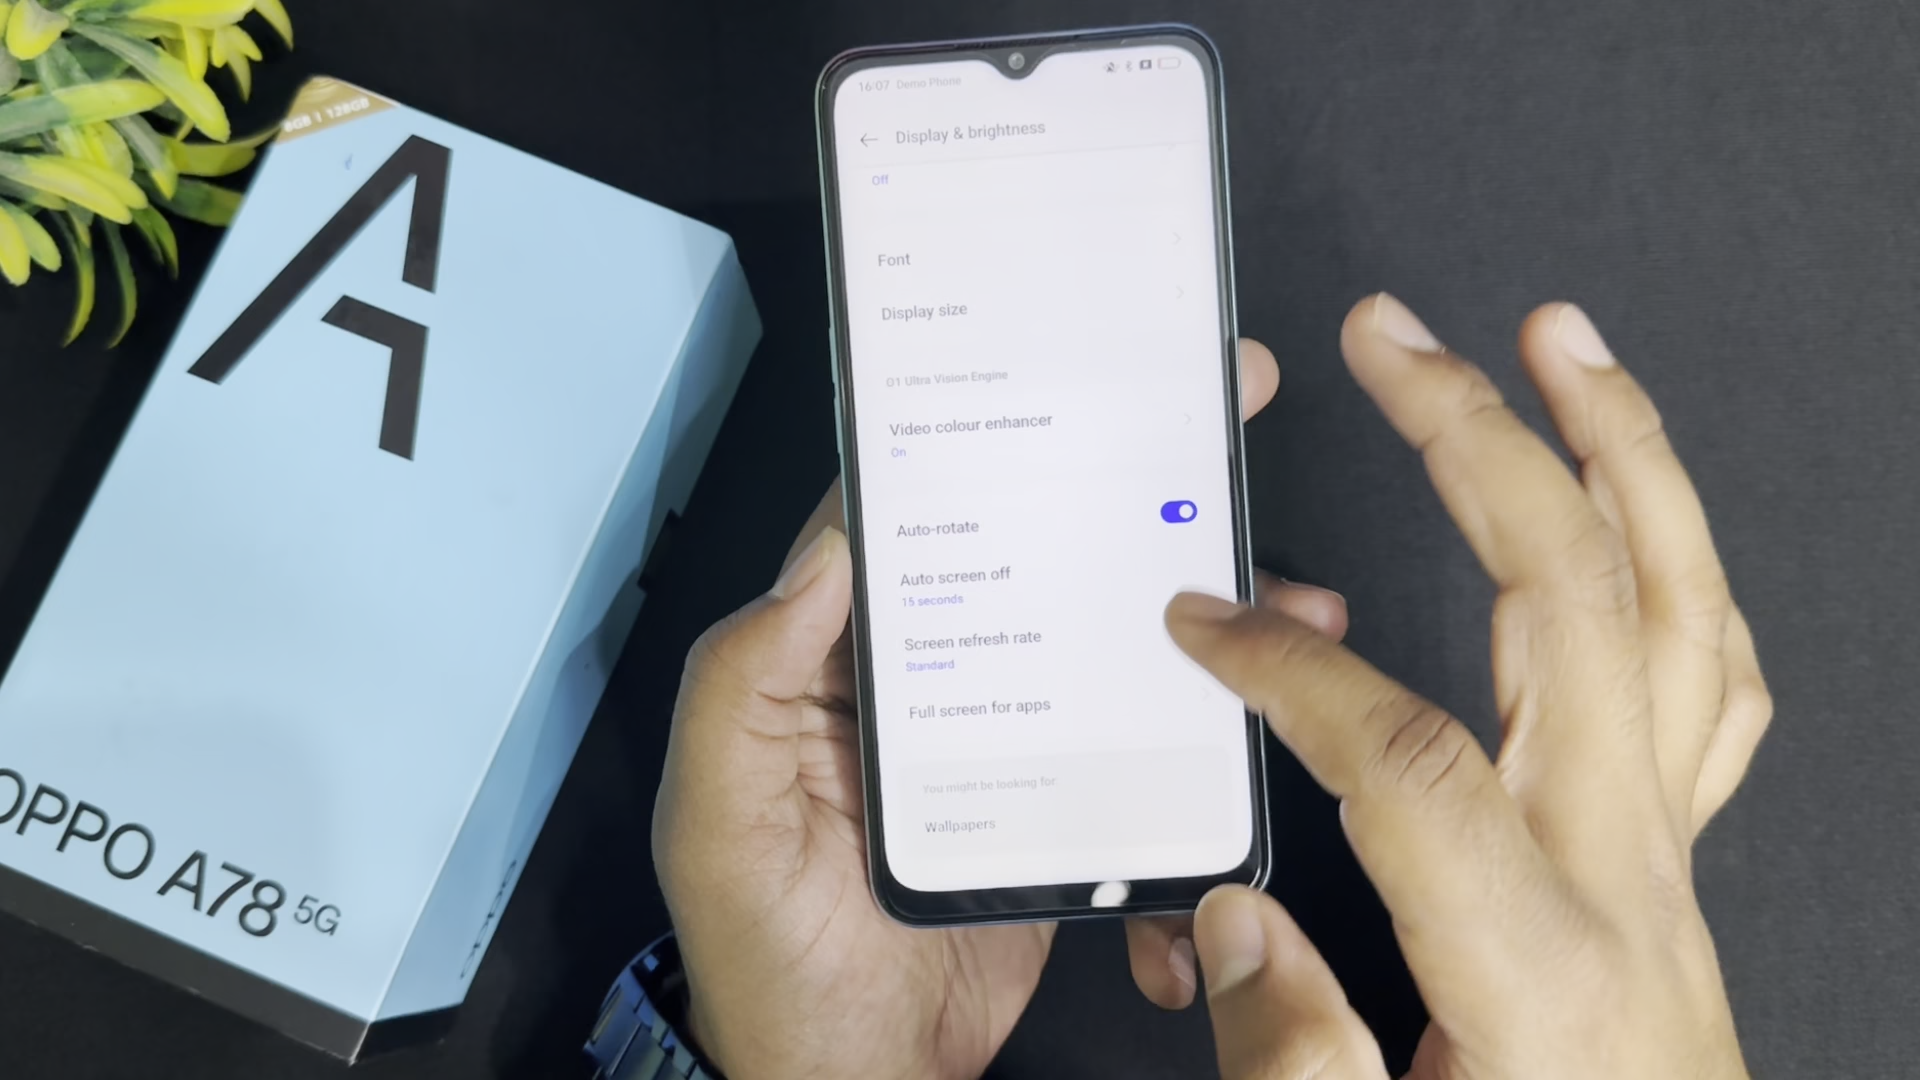 8GB | 128GB
A
OPPO A78 5G
OPPO
16:07 Demo Phone
Display & brightness
Off
Font
Display size
O1 Ultra Vision Engine
Video colour enhancer
On
Auto-rotate
Auto screen off
15 seconds
Screen refresh rate
Standard
Full screen for apps
You might be looking for:
Wallpapers